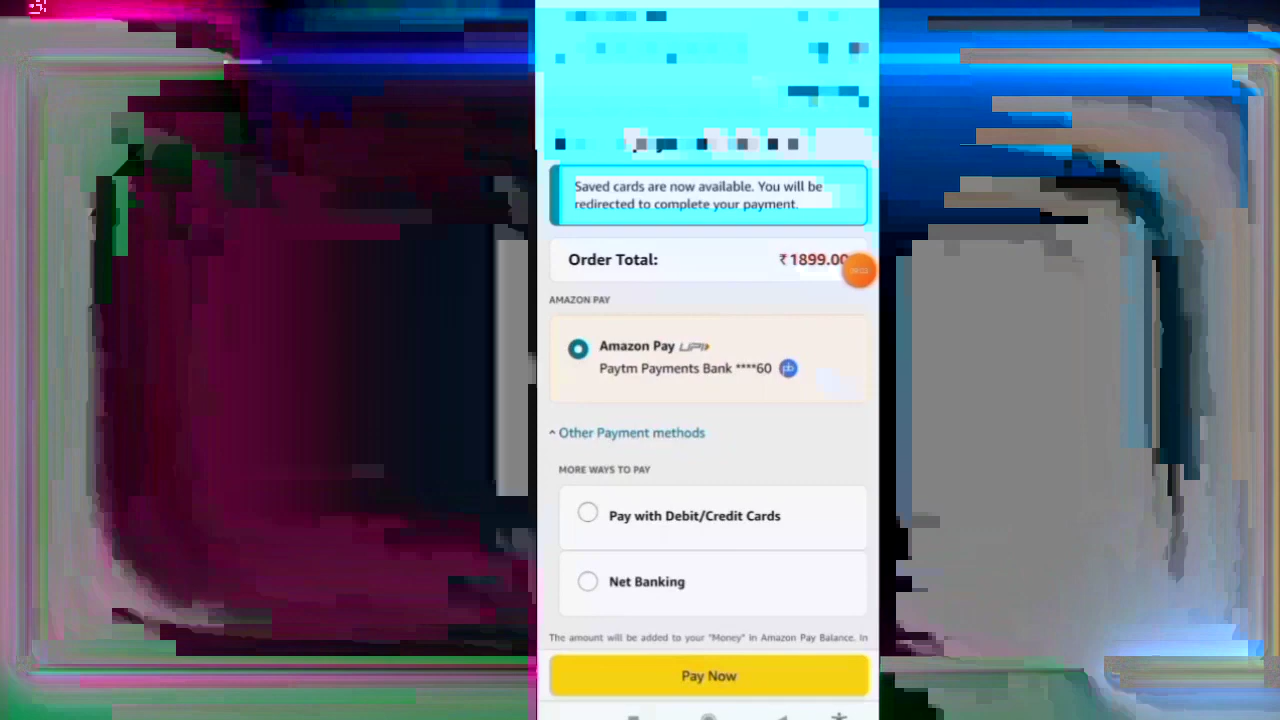 Saved cards are now available. You will be
redirected to complete your payment.
Order Total: ₹1899.00
AMAZON PAY
Amazon Pay UPI
Paytm Payments Bank ****60 pb
^ Other Payment methods
MORE WAYS TO PAY
Pay with Debit/Credit Cards
Net Banking
The amount will be added to your "Money" in Amazon Pay Balance. In
Pay Now